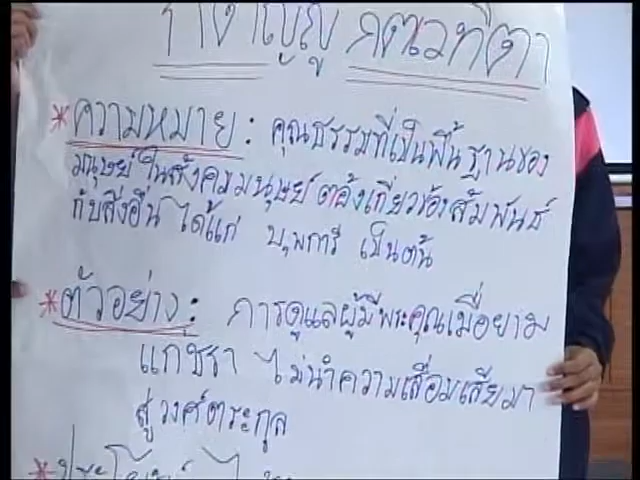 กตเวทิตา
*ความหมาย : คุณธรรมที่เป็นพื้นฐานของ
มนุษย์ ในสังคมมนุษย์ ต้องเกี่ยวข้องสัมพันธ์
กับสิ่งอื่น ได้แก่ บุพการี เป็นต้น
*ตัวอย่าง : การดูแลผู้มีพระคุณเมื่อยาม
แก่ชรา ไม่นำความเสื่อมเสียมา
สู่วงศ์ตระกูล